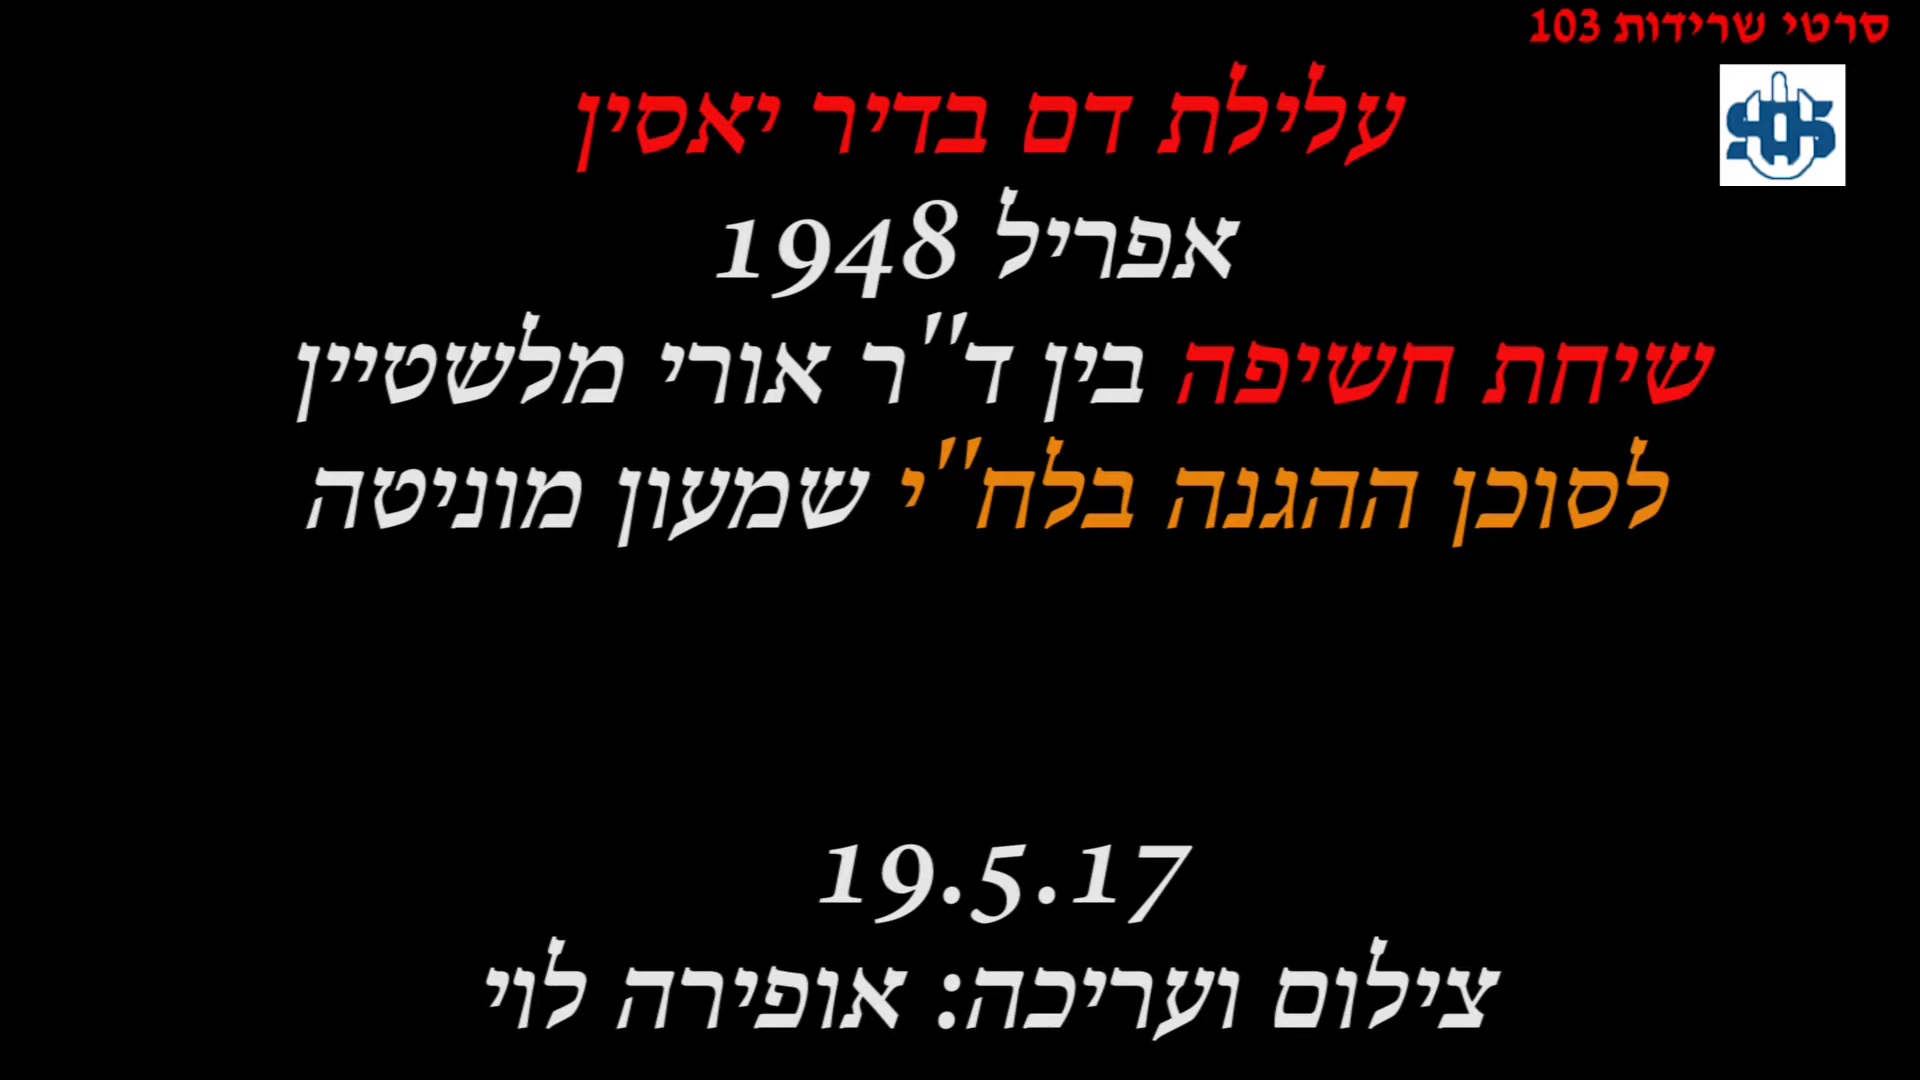 סרטי שרידות 103
SOS
עלילת דם בדיר יאסין
אפריל 1948
שיחת חשיפה בין ד"ר אורי מלשטיין
לסוכן ההגנה בלח"י שמעון מוניטה
19.5.17
צילום ועריכה: אופירה לוי